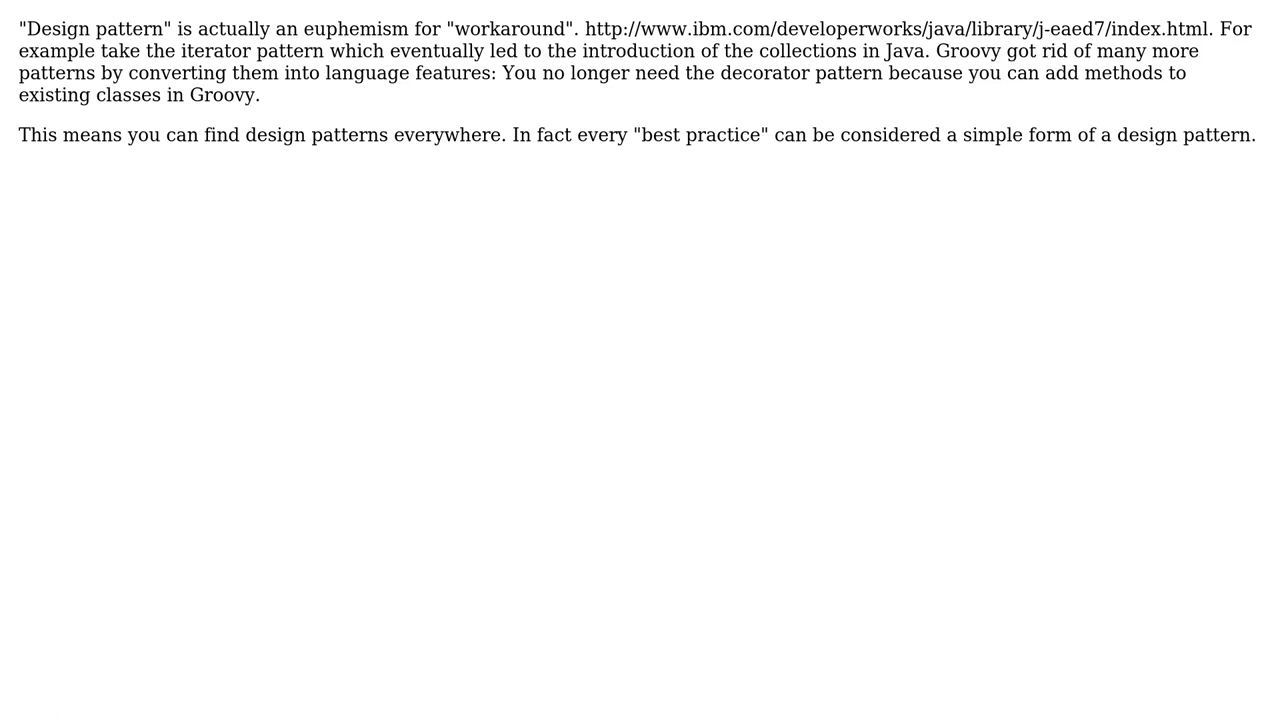 "Design pattern" is actually an euphemism for "workaround". http://www.ibm.com/developerworks/java/library/j-eaed7/index.html. For
example take the iterator pattern which eventually led to the introduction of the collections in Java. Groovy got rid of many more
patterns by converting them into language features: You no longer need the decorator pattern because you can add methods to
existing classes in Groovy.
This means you can find design patterns everywhere. In fact every "best practice" can be considered a simple form of a design pattern.